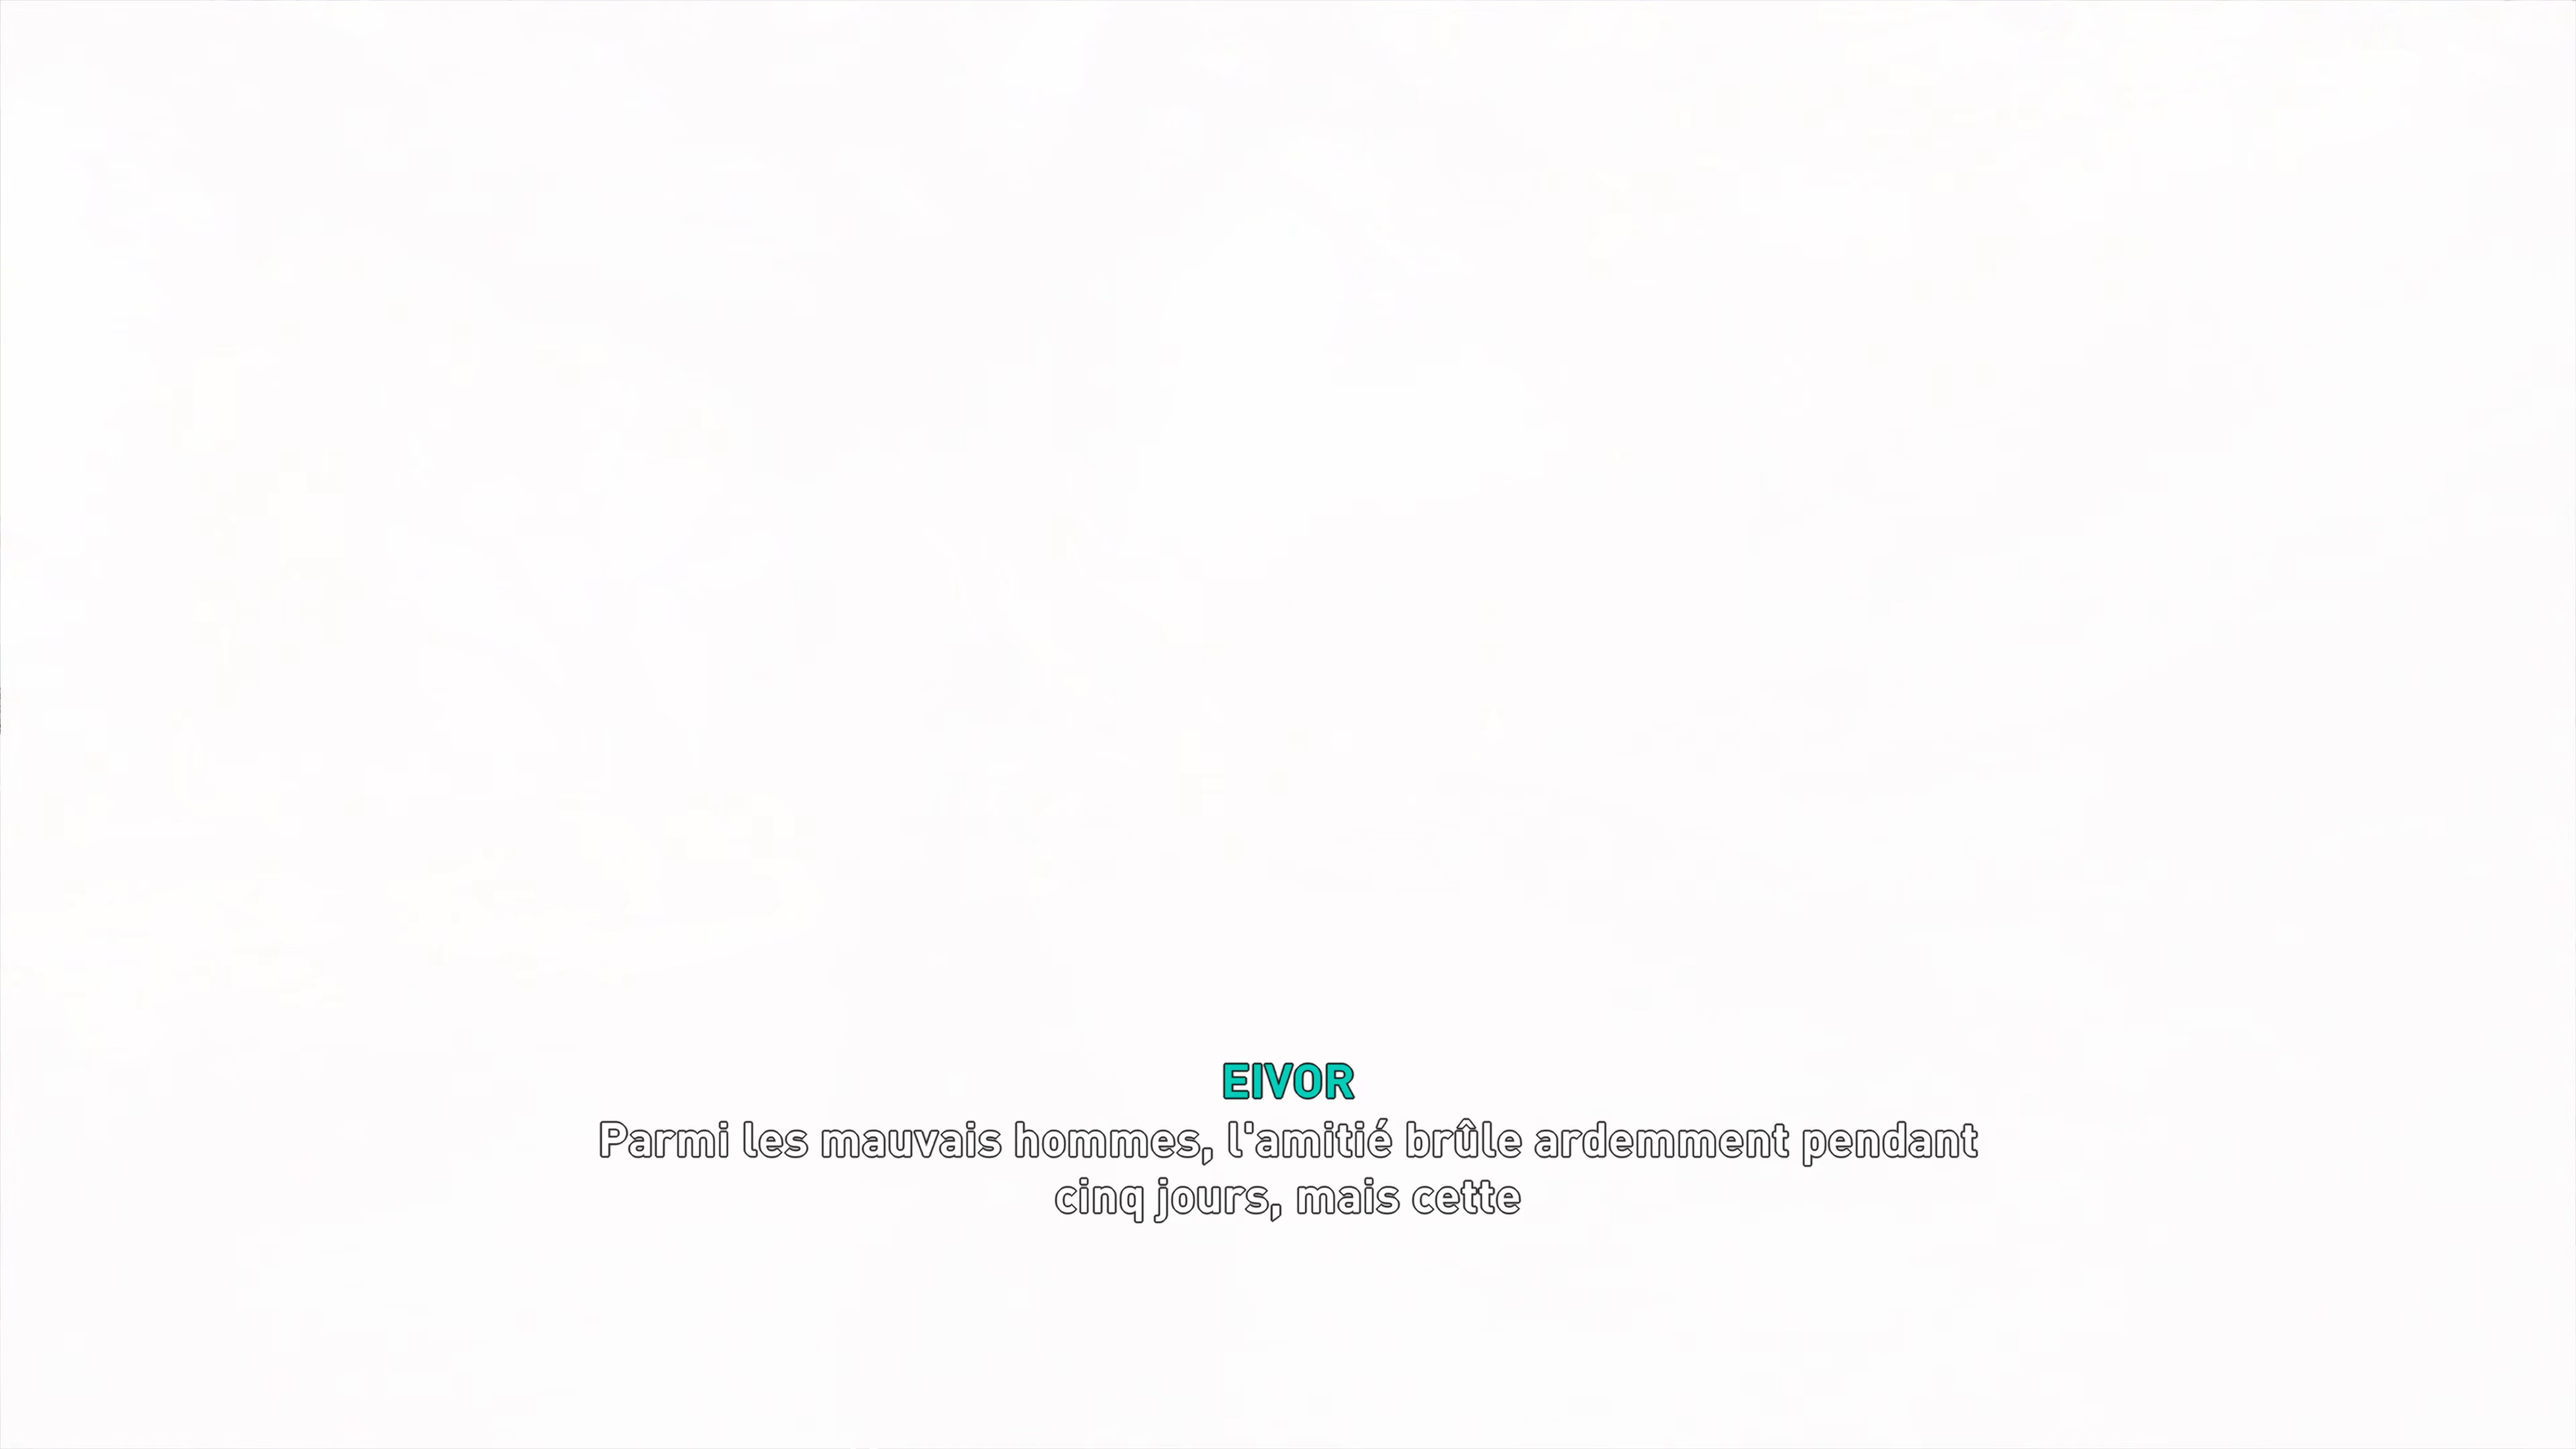 EIVOR
Parmi les mauvais hommes, l'amitié brûle ardemment pendant
cinq jours, mais cette